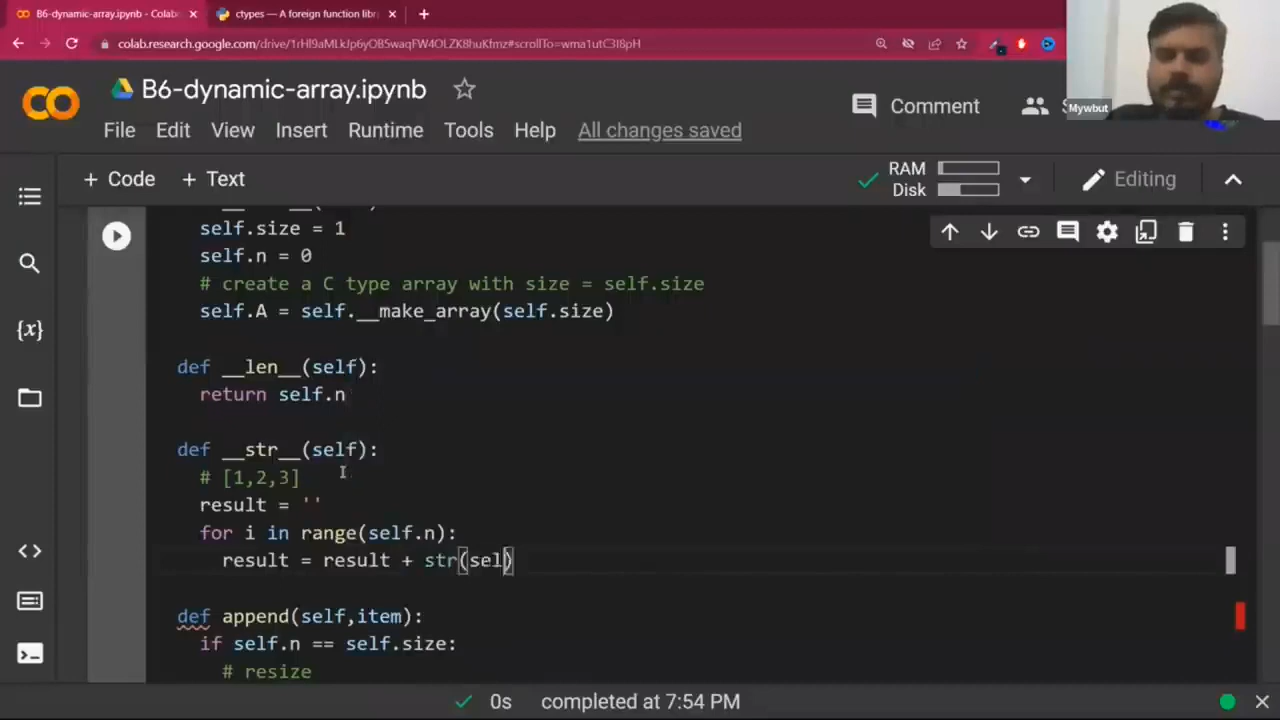 B6-dynamic-array.ipynb - Colab
ctypes — A foreign function libr
colab.research.google.com/drive/1rHl9aMLkJp6yOB5waqFW4OLZK8huKfmz#scrollTo=wma1utC3I8pH
B6-dynamic-array.ipynb
Comment
Mywbut
File Edit View Insert Runtime Tools Help All changes saved
+ Code + Text
RAM
Disk
Editing
self.size = 1
self.n = 0
# create a C type array with size = self.size
self.A = self.__make_array(self.size)
def __len__(self):
return self.n
def __str__(self):
# [1,2,3]
result = ''
for i in range(self.n):
result = result + str(sel)
def append(self,item):
if self.n == self.size:
# resize
0s completed at 7:54 PM